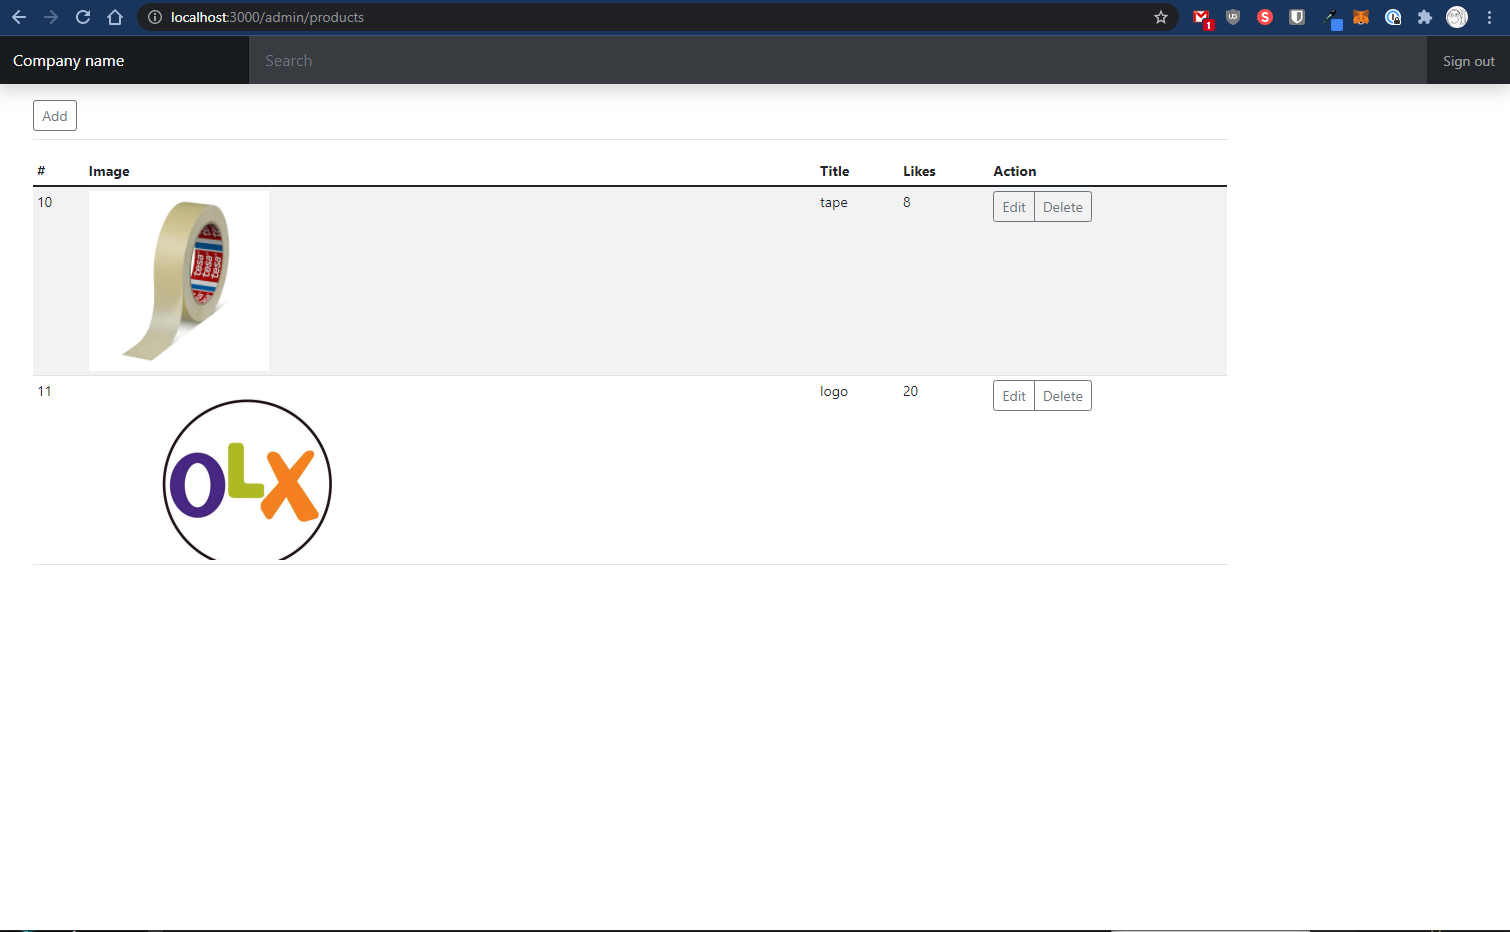 localhost:3000/admin/products
1
Company name
Search
Sign out
Add
# Image Title Likes Action
10 tape 8 Edit Delete
tesa tesa tesa
11 logo 20 Edit Delete
OLX